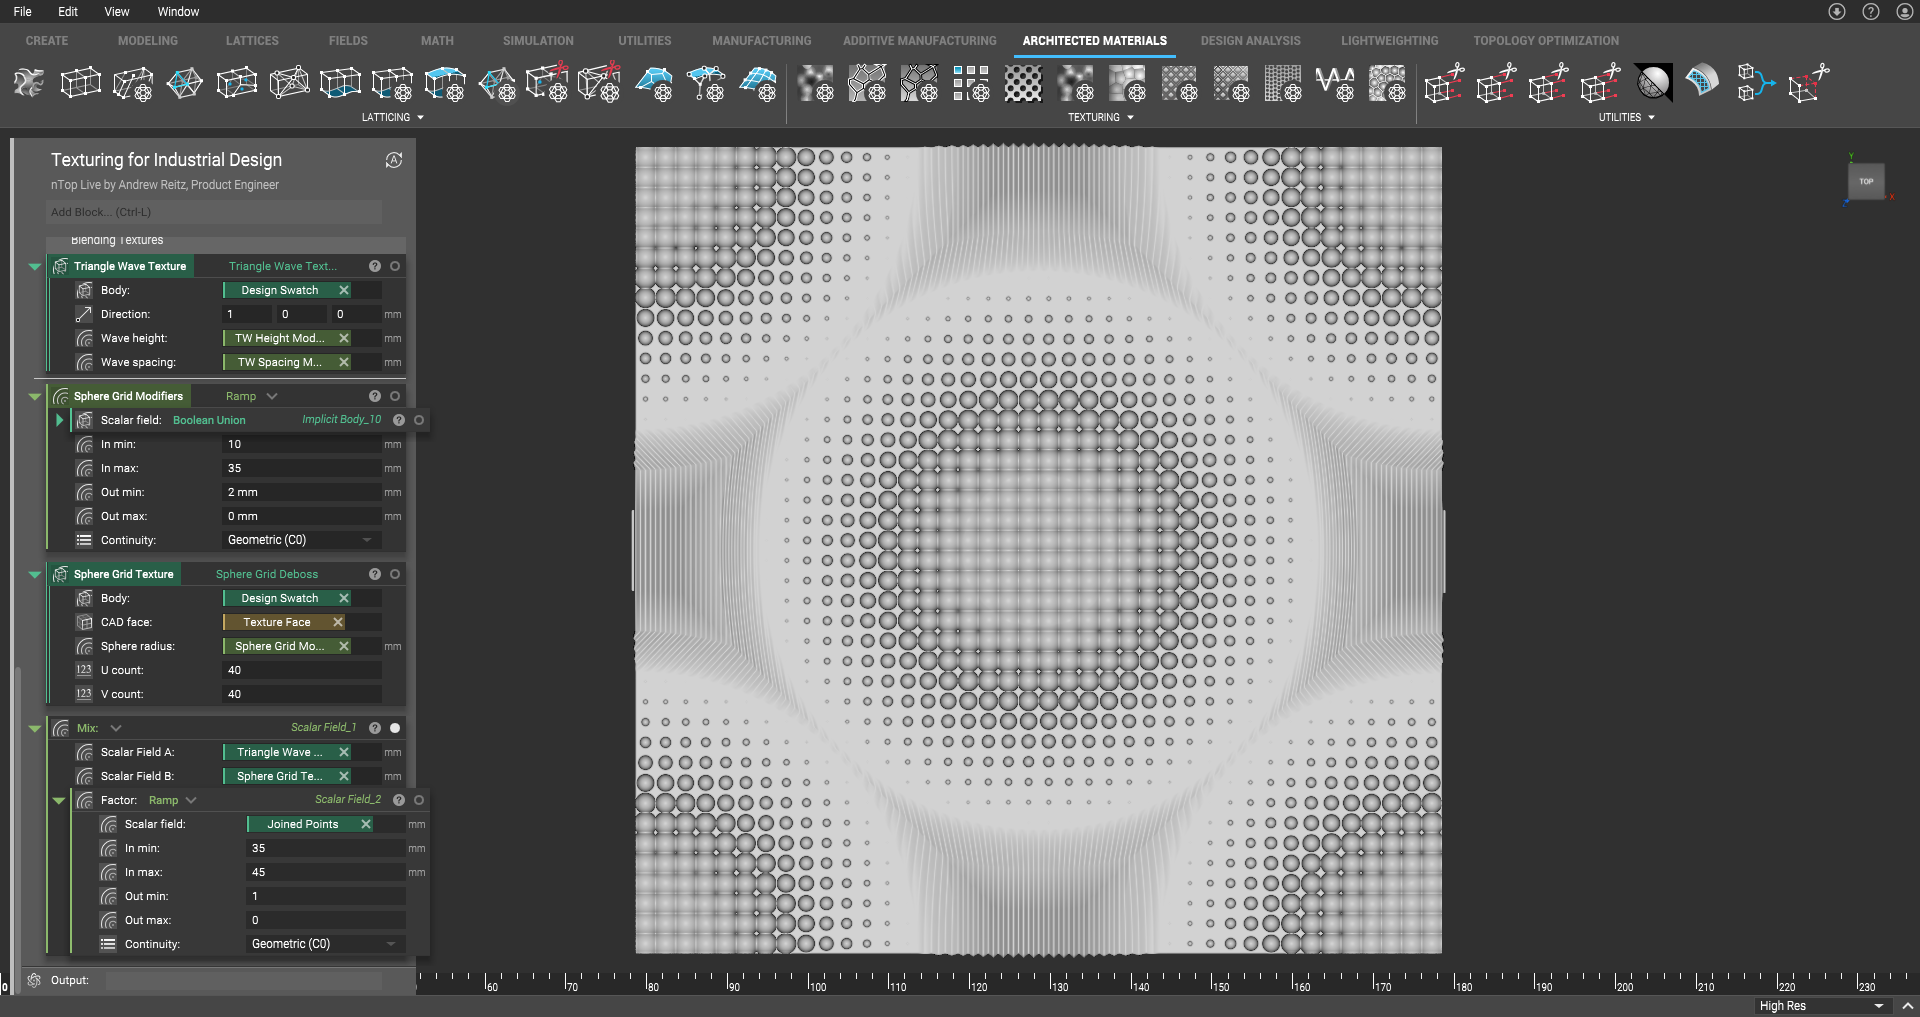 File Edit View Window
CREATE MODELING LATTICES FIELDS MATH SIMULATION UTILITIES MANUFACTURING ADDITIVE MANUFACTURING ARCHITECTED MATERIALS DESIGN ANALYSIS LIGHTWEIGHTING TOPOLOGY OPTIMIZATION
LATTICING TEXTURING UTILITIES
Texturing for Industrial Design
nTop Live by Andrew Reitz, Product Engineer
Add Block... (Ctrl-L)
Blending Textures
Triangle Wave Texture Triangle Wave Text...
Body: Design Swatch
Direction: 1 0 0 mm
Wave height: TW Height Mod... mm
Wave spacing: TW Spacing M... mm
Sphere Grid Modifiers Ramp
Scalar field: Boolean Union Implicit Body_10
In min: 10 mm
In max: 35 mm
Out min: 2 mm mm
Out max: 0 mm mm
Continuity: Geometric (C0)
Sphere Grid Texture Sphere Grid Deboss
Body: Design Swatch
CAD face: Texture Face
Sphere radius: Sphere Grid Mo... mm
123 U count: 40
123 V count: 40
Mix: Scalar Field_1
Scalar Field A: Triangle Wave ... mm
Scalar Field B: Sphere Grid Te... mm
Factor: Ramp Scalar Field_2
Scalar field: Joined Points mm
In min: 35 mm
In max: 45 mm
Out min: 1
Out max: 0
Continuity: Geometric (C0)
Output:
Y
TOP
X
Z
0 60 70 80 90 100 110 120 130 140 150 160 170 180 190 200 210 220 230
High Res